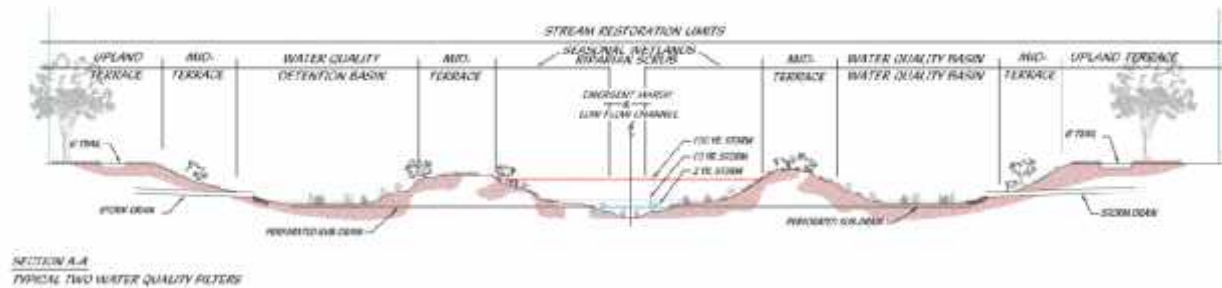 STREAM RESTORATION LIMITS
UPLAND
TERRACE
MID-
TERRACE
WATER QUALITY
DETENTION BASIN
MID-
TERRACE
SEASONAL WETLANDS
RIPARIAN SCRUB
MID-
TERRACE
WATER QUALITY BASIN
WATER QUALITY BASIN
MID-
TERRACE
UPLAND TERRACE
EMERGENT MARSH
&
LOW FLOW CHANNEL
100 YR. STORM
10 YR. STORM
2 YR. STORM
8' TRAIL
8' TRAIL
STORM DRAIN
PERFORATED SUB-DRAIN
PERFORATED SUB-DRAIN
STORM DRAIN
SECTION A-A
TYPICAL TWO WATER QUALITY FILTERS